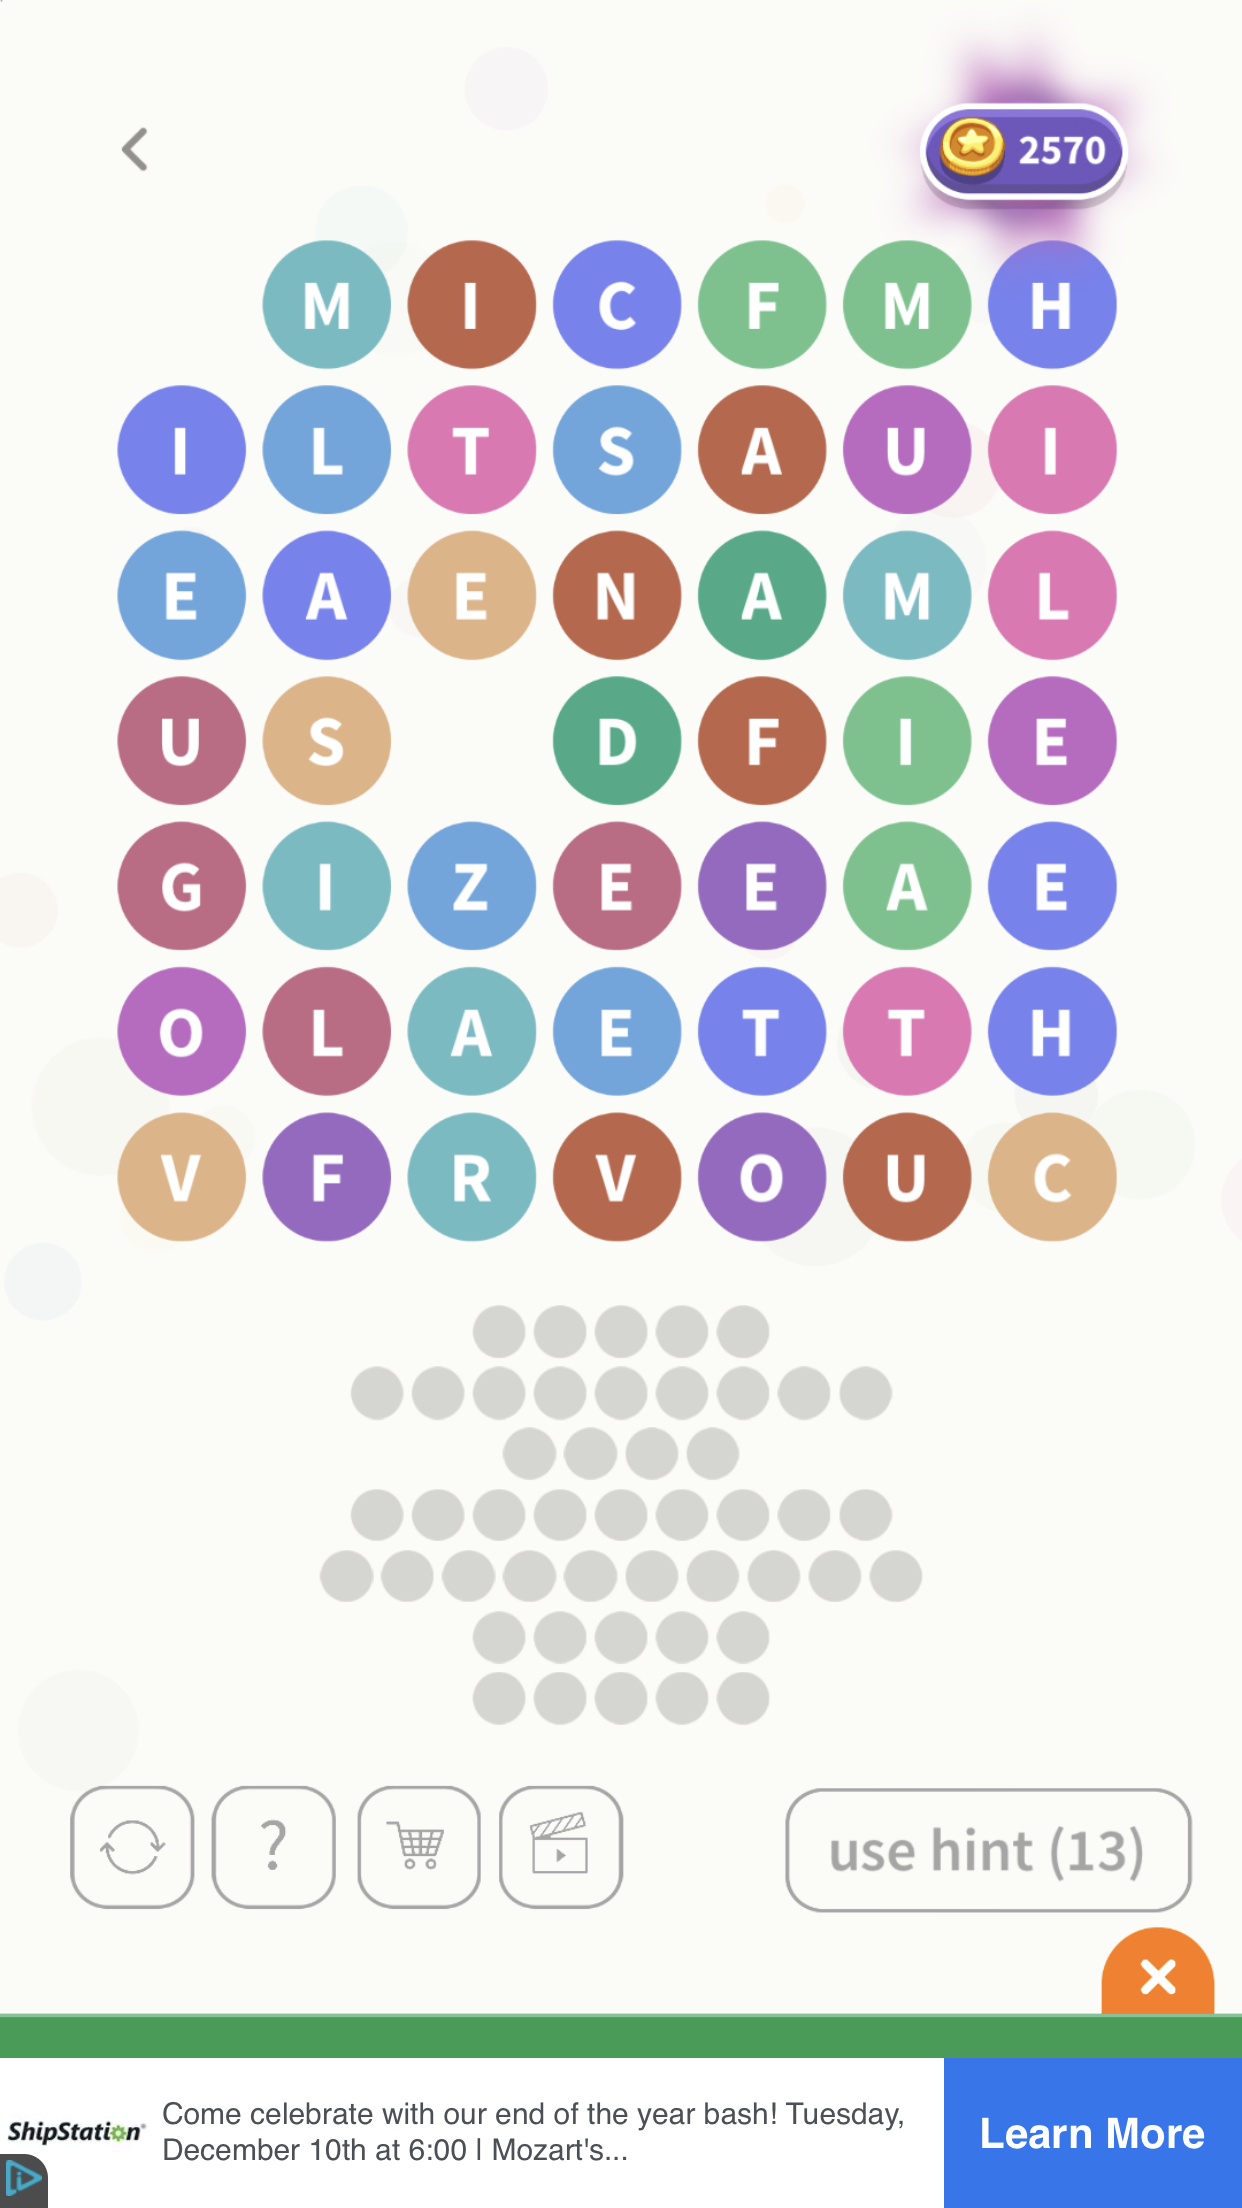 2570
M I C F M H
I L T S A U I
E A E N A M L
U S D F I E
G I Z E E A E
O L A E T T H
V F R V O U C
?
use hint (13)
ShipStation
Come celebrate with our end of the year bash! Tuesday,
December 10th at 6:00 | Mozart's...
Learn More